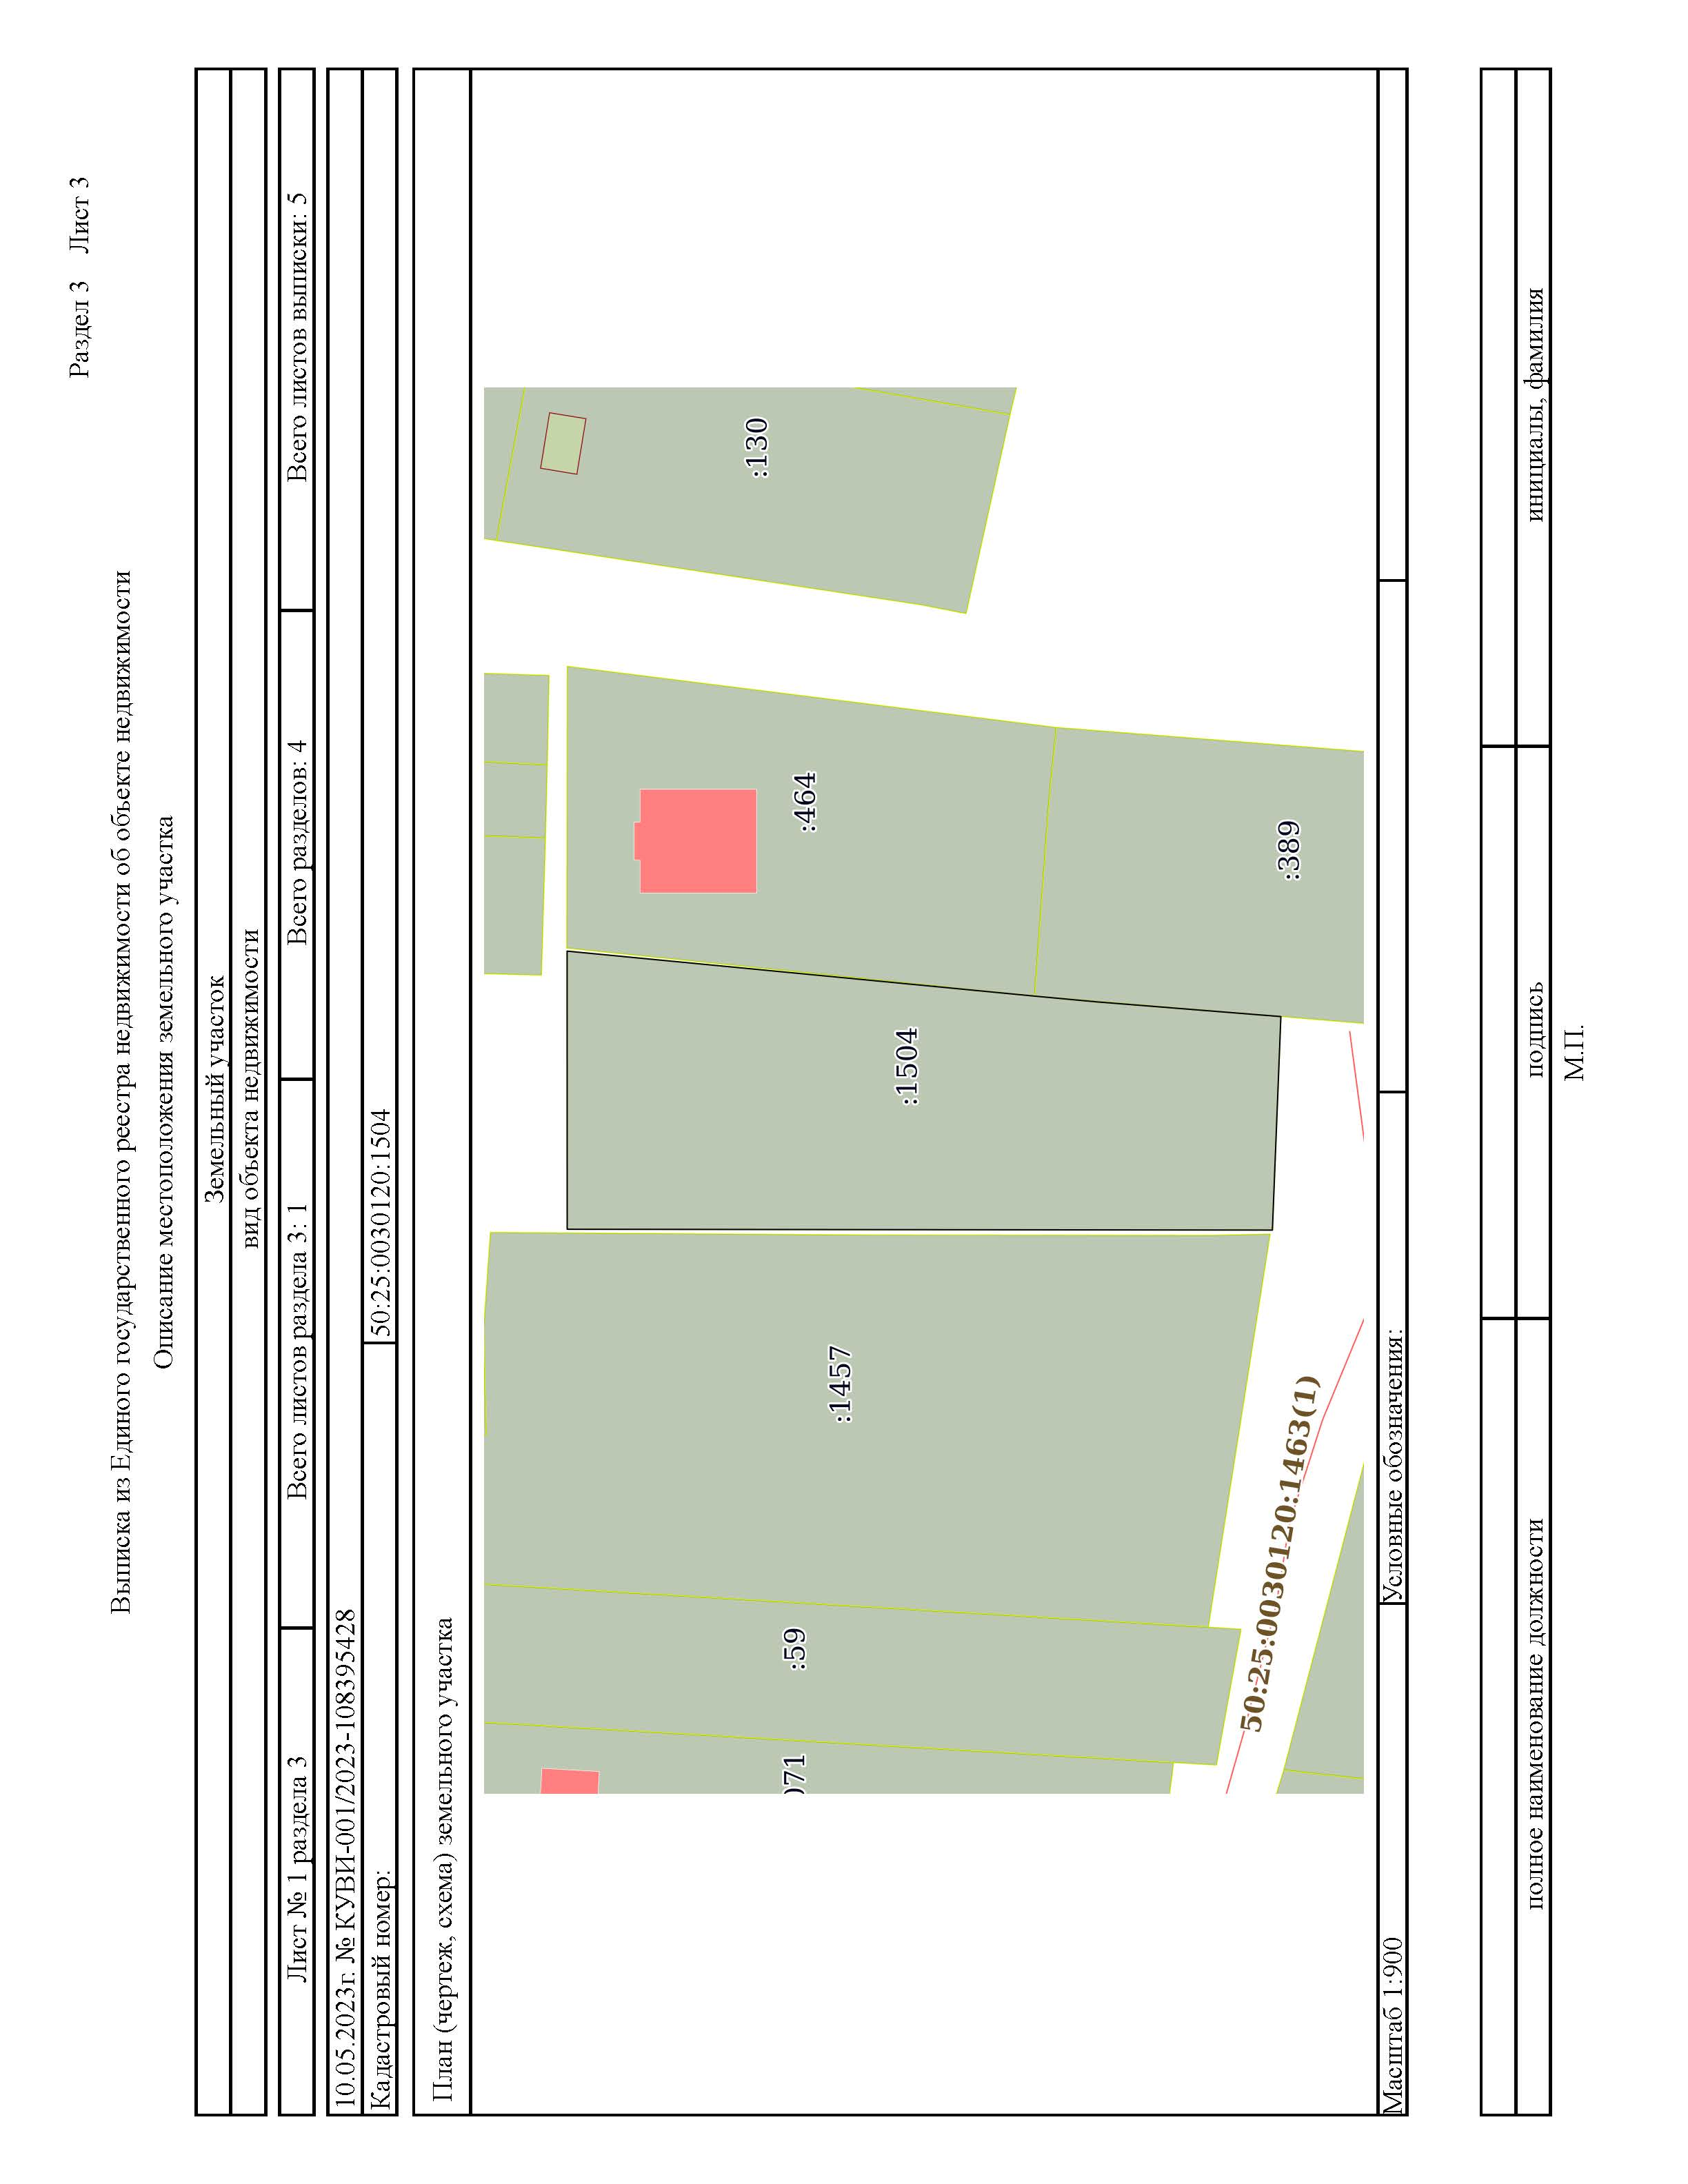 Раздел 3 Лист 3
Выписка из Единого государственного реестра недвижимости об объекте недвижимости
Описание местоположения земельного участка
Земельный участок
вид объекта недвижимости
Лист № 1 раздела 3 Всего листов раздела 3: 1 Всего разделов: 4 Всего листов выписки: 5
10.05.2023г. № КУВИ-001/2023-108395428
Кадастровый номер: 50:25:0030120:1504
План (чертеж, схема) земельного участка
:130
:464
:1504
:1457
:59
071
:389
50:25:0030120:1463(1)
Масштаб 1:900 Условные обозначения:
полное наименование должности подпись инициалы, фамилия
М.П.